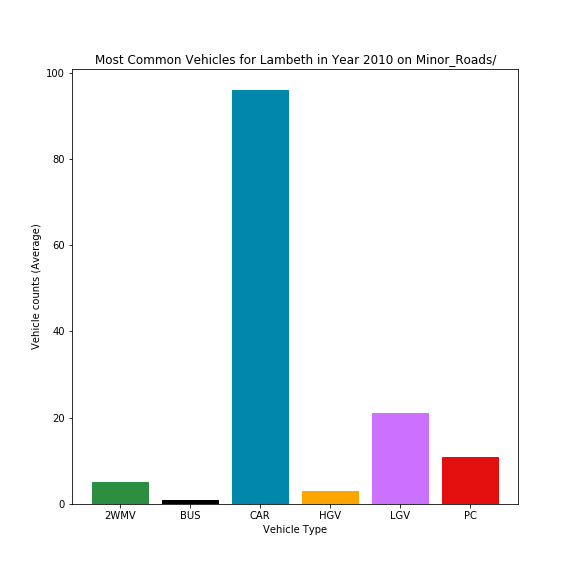 Most Common Vehicles for Lambeth in Year 2010 on Minor_Roads/
100
80
60
40
20
0
Vehicle counts (Average)
2WMV BUS CAR HGV LGV PC
Vehicle Type